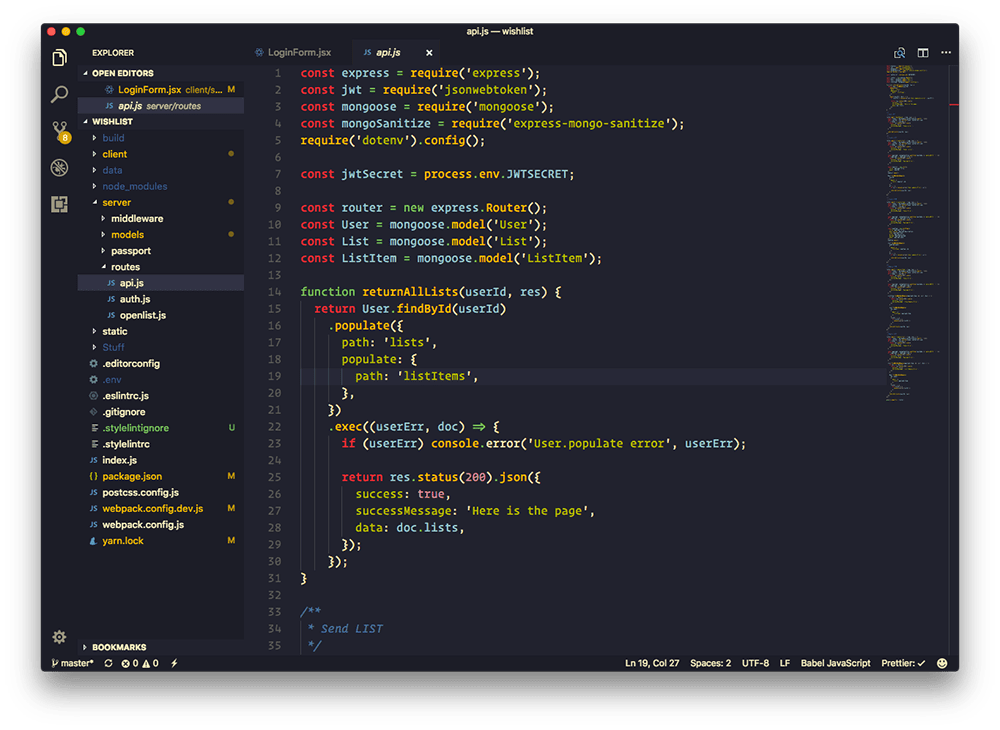 api.js — wishlist
EXPLORER
OPEN EDITORS
LoginForm.jsx client/s... M
JS api.js server/routes
WISHLIST
build
client
data
node_modules
server
middleware
models
passport
routes
JS api.js
JS auth.js
JS openlist.js
static
Stuff
.editorconfig
.env
.eslintrc.js
.gitignore
.stylelintignore U
.stylelintrc
JS index.js
{} package.json M
JS postcss.config.js
JS webpack.config.dev.js M
JS webpack.config.js
yarn.lock M
BOOKMARKS
8
LoginForm.jsx JS api.js ×
1 const express = require('express');
2 const jwt = require('jsonwebtoken');
3 const mongoose = require('mongoose');
4 const mongoSanitize = require('express-mongo-sanitize');
5 require('dotenv').config();
6
7 const jwtSecret = process.env.JWTSECRET;
8
9 const router = new express.Router();
10 const User = mongoose.model('User');
11 const List = mongoose.model('List');
12 const ListItem = mongoose.model('ListItem');
13
14 function returnAllLists(userId, res) {
15 return User.findById(userId)
16 .populate({
17 path: 'lists',
18 populate: {
19 path: 'listItems',
20 },
21 })
22 .exec((userErr, doc) => {
23 if (userErr) console.error('User.populate error', userErr);
24
25 return res.status(200).json({
26 success: true,
27 successMessage: 'Here is the page',
28 data: doc.lists,
29 });
30 });
31 }
32
33 /**
34 * Send LIST
35 */
master* 0 0 Ln 19, Col 27 Spaces: 2 UTF-8 LF Babel JavaScript Prettier: ✓